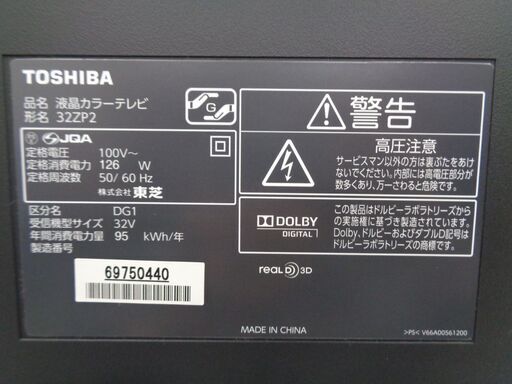 TOSHIBA
品名 液晶カラーテレビ
形名 32ZP2
G
JQA
定格電圧 100V~
定格消費電力 126 W
定格周波数 50/60 Hz
株式会社 東芝
区分名 DG1
受信機型サイズ 32V
年間消費電力量 95 kWh/年
製造番号
69750440
警告
高圧注意
サービスマン以外の方は裏ぶたをあけ
ないでください。内部には高電圧部分が
数多くあり、万一さわると危険です。
DOLBY
DIGITAL
この製品はドルビーラボラトリーズから
の実施権に基づき製造されています。
Dolby、ドルビーおよびダブルD記号は
ドルビーラボラトリーズの商標です。
REAL D 3D
MADE IN CHINA
>PS< V66A00561200